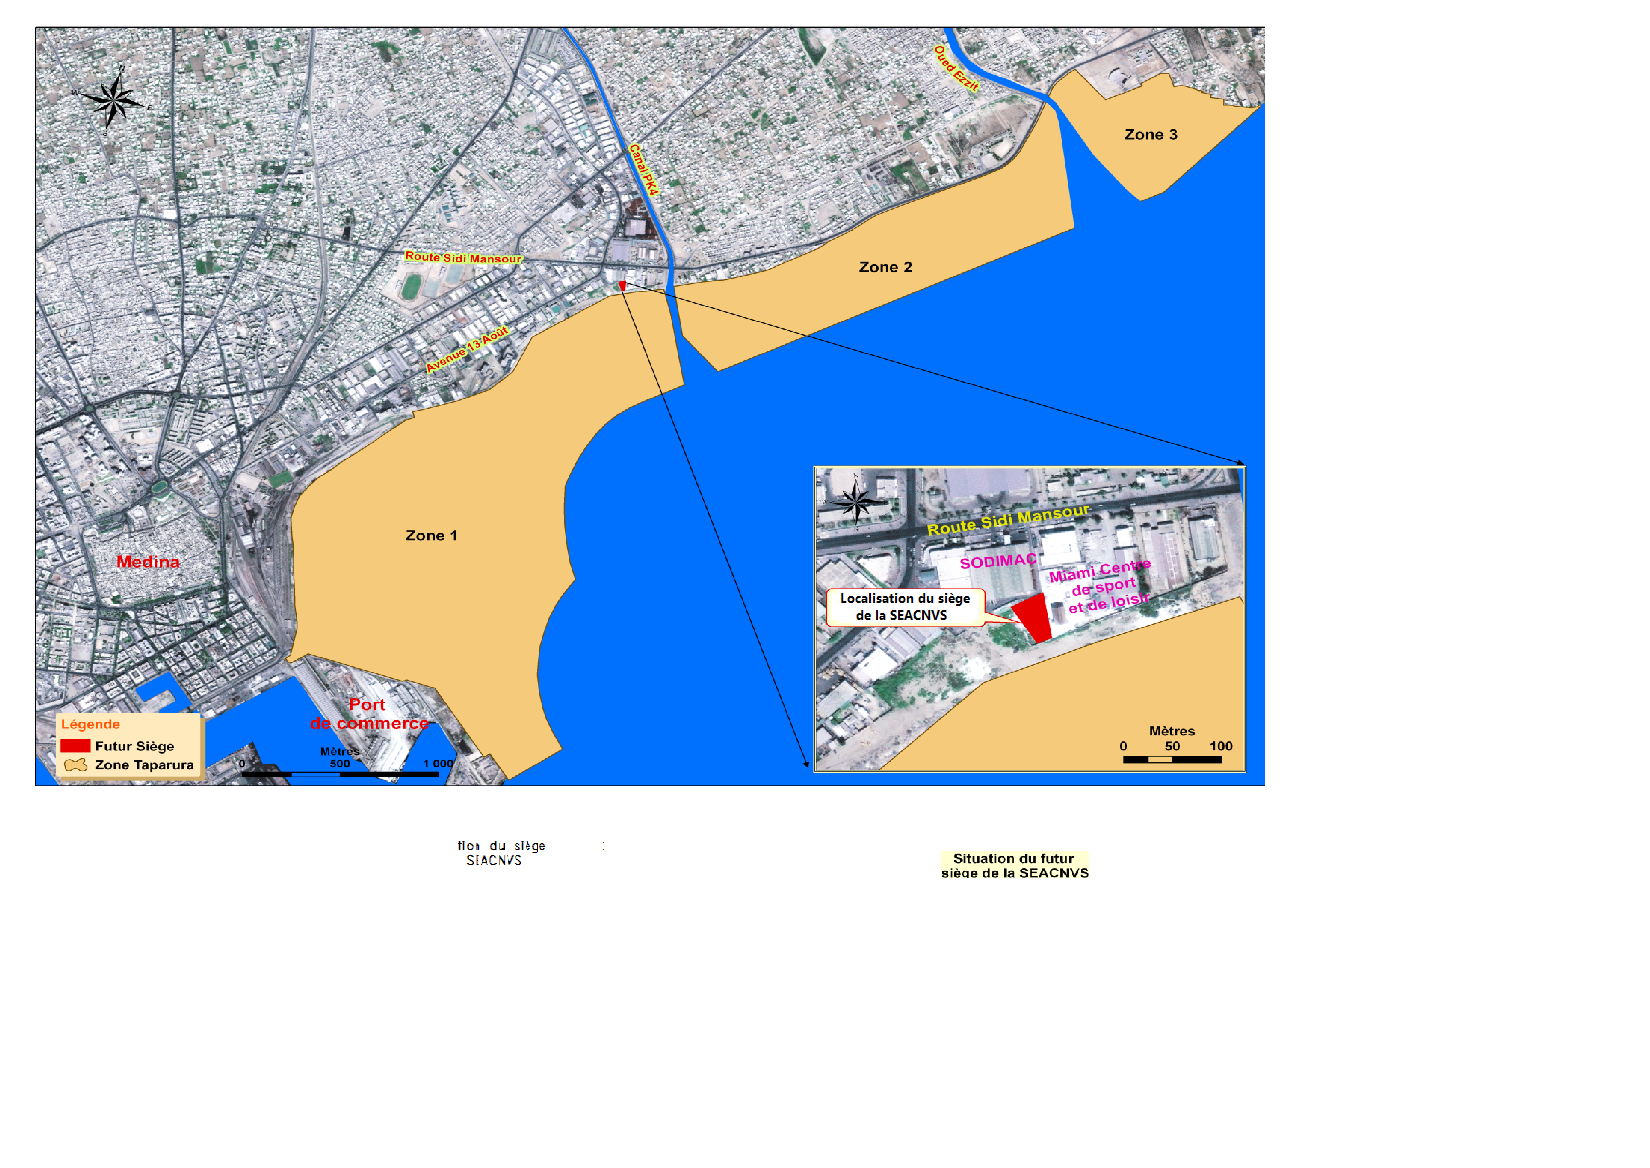 Oued Ezzit
Zone 3
Canal PK4
Route Sidi Mansour
Zone 2
Avenue 13 Août
Zone 1
Medina
Port
de commerce
Légende
Futur Siège
Zone Taparura
Mètres
0 500 1 000
Route Sidi Mansour
SODIMAC
Miami Centre
de sport
et de loisir
Localisation du siège
de la SEACNVS
Mètres
0 50 100
tion du siège
SEACNVS
Situation du futur
siège de la SEACNVS